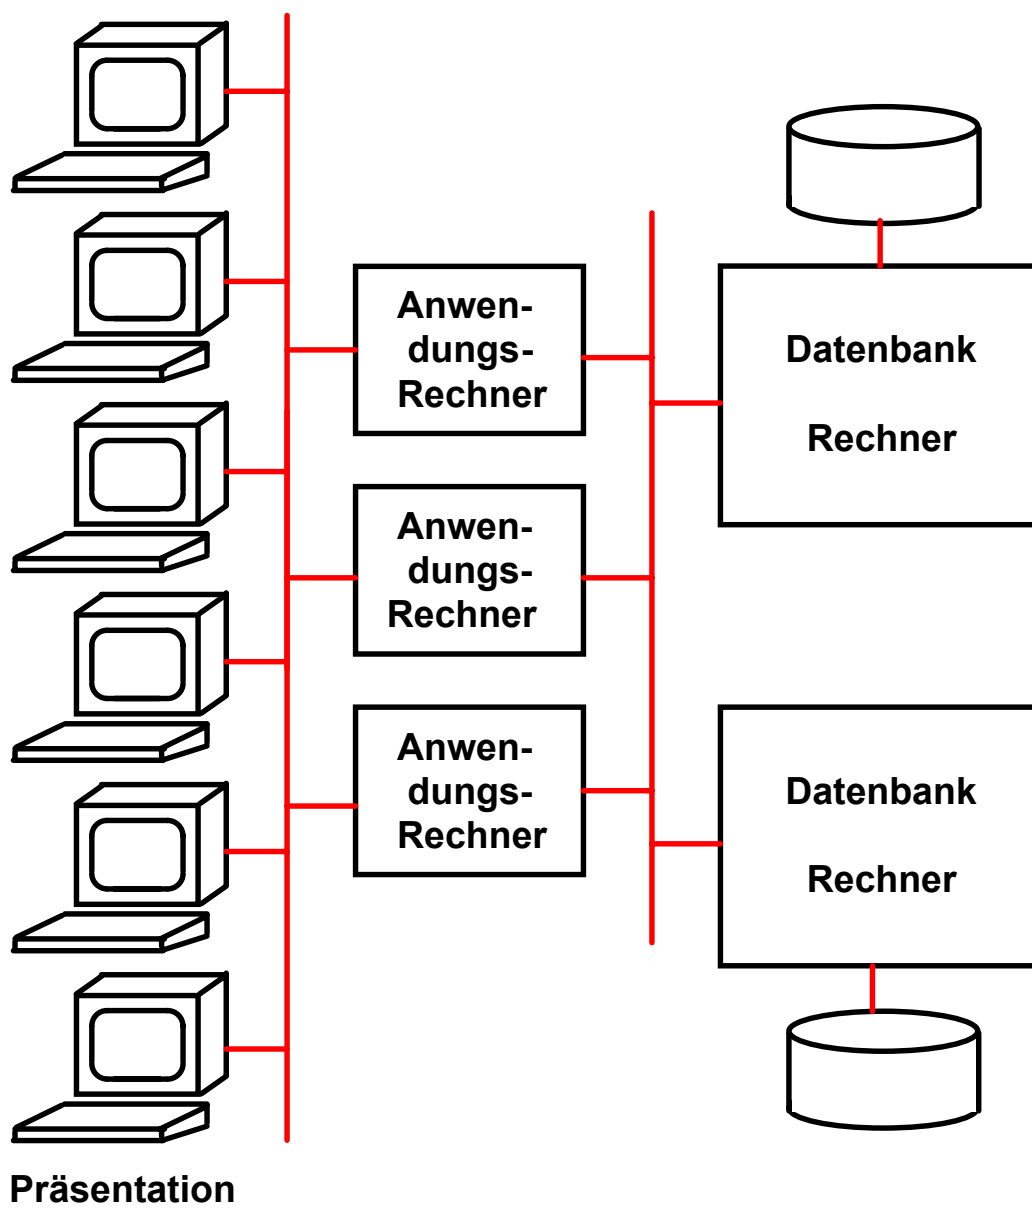 Anwen-
dungs-
Rechner
Anwen-
dungs-
Rechner
Anwen-
dungs-
Rechner
Datenbank
Rechner
Datenbank
Rechner
Präsentation